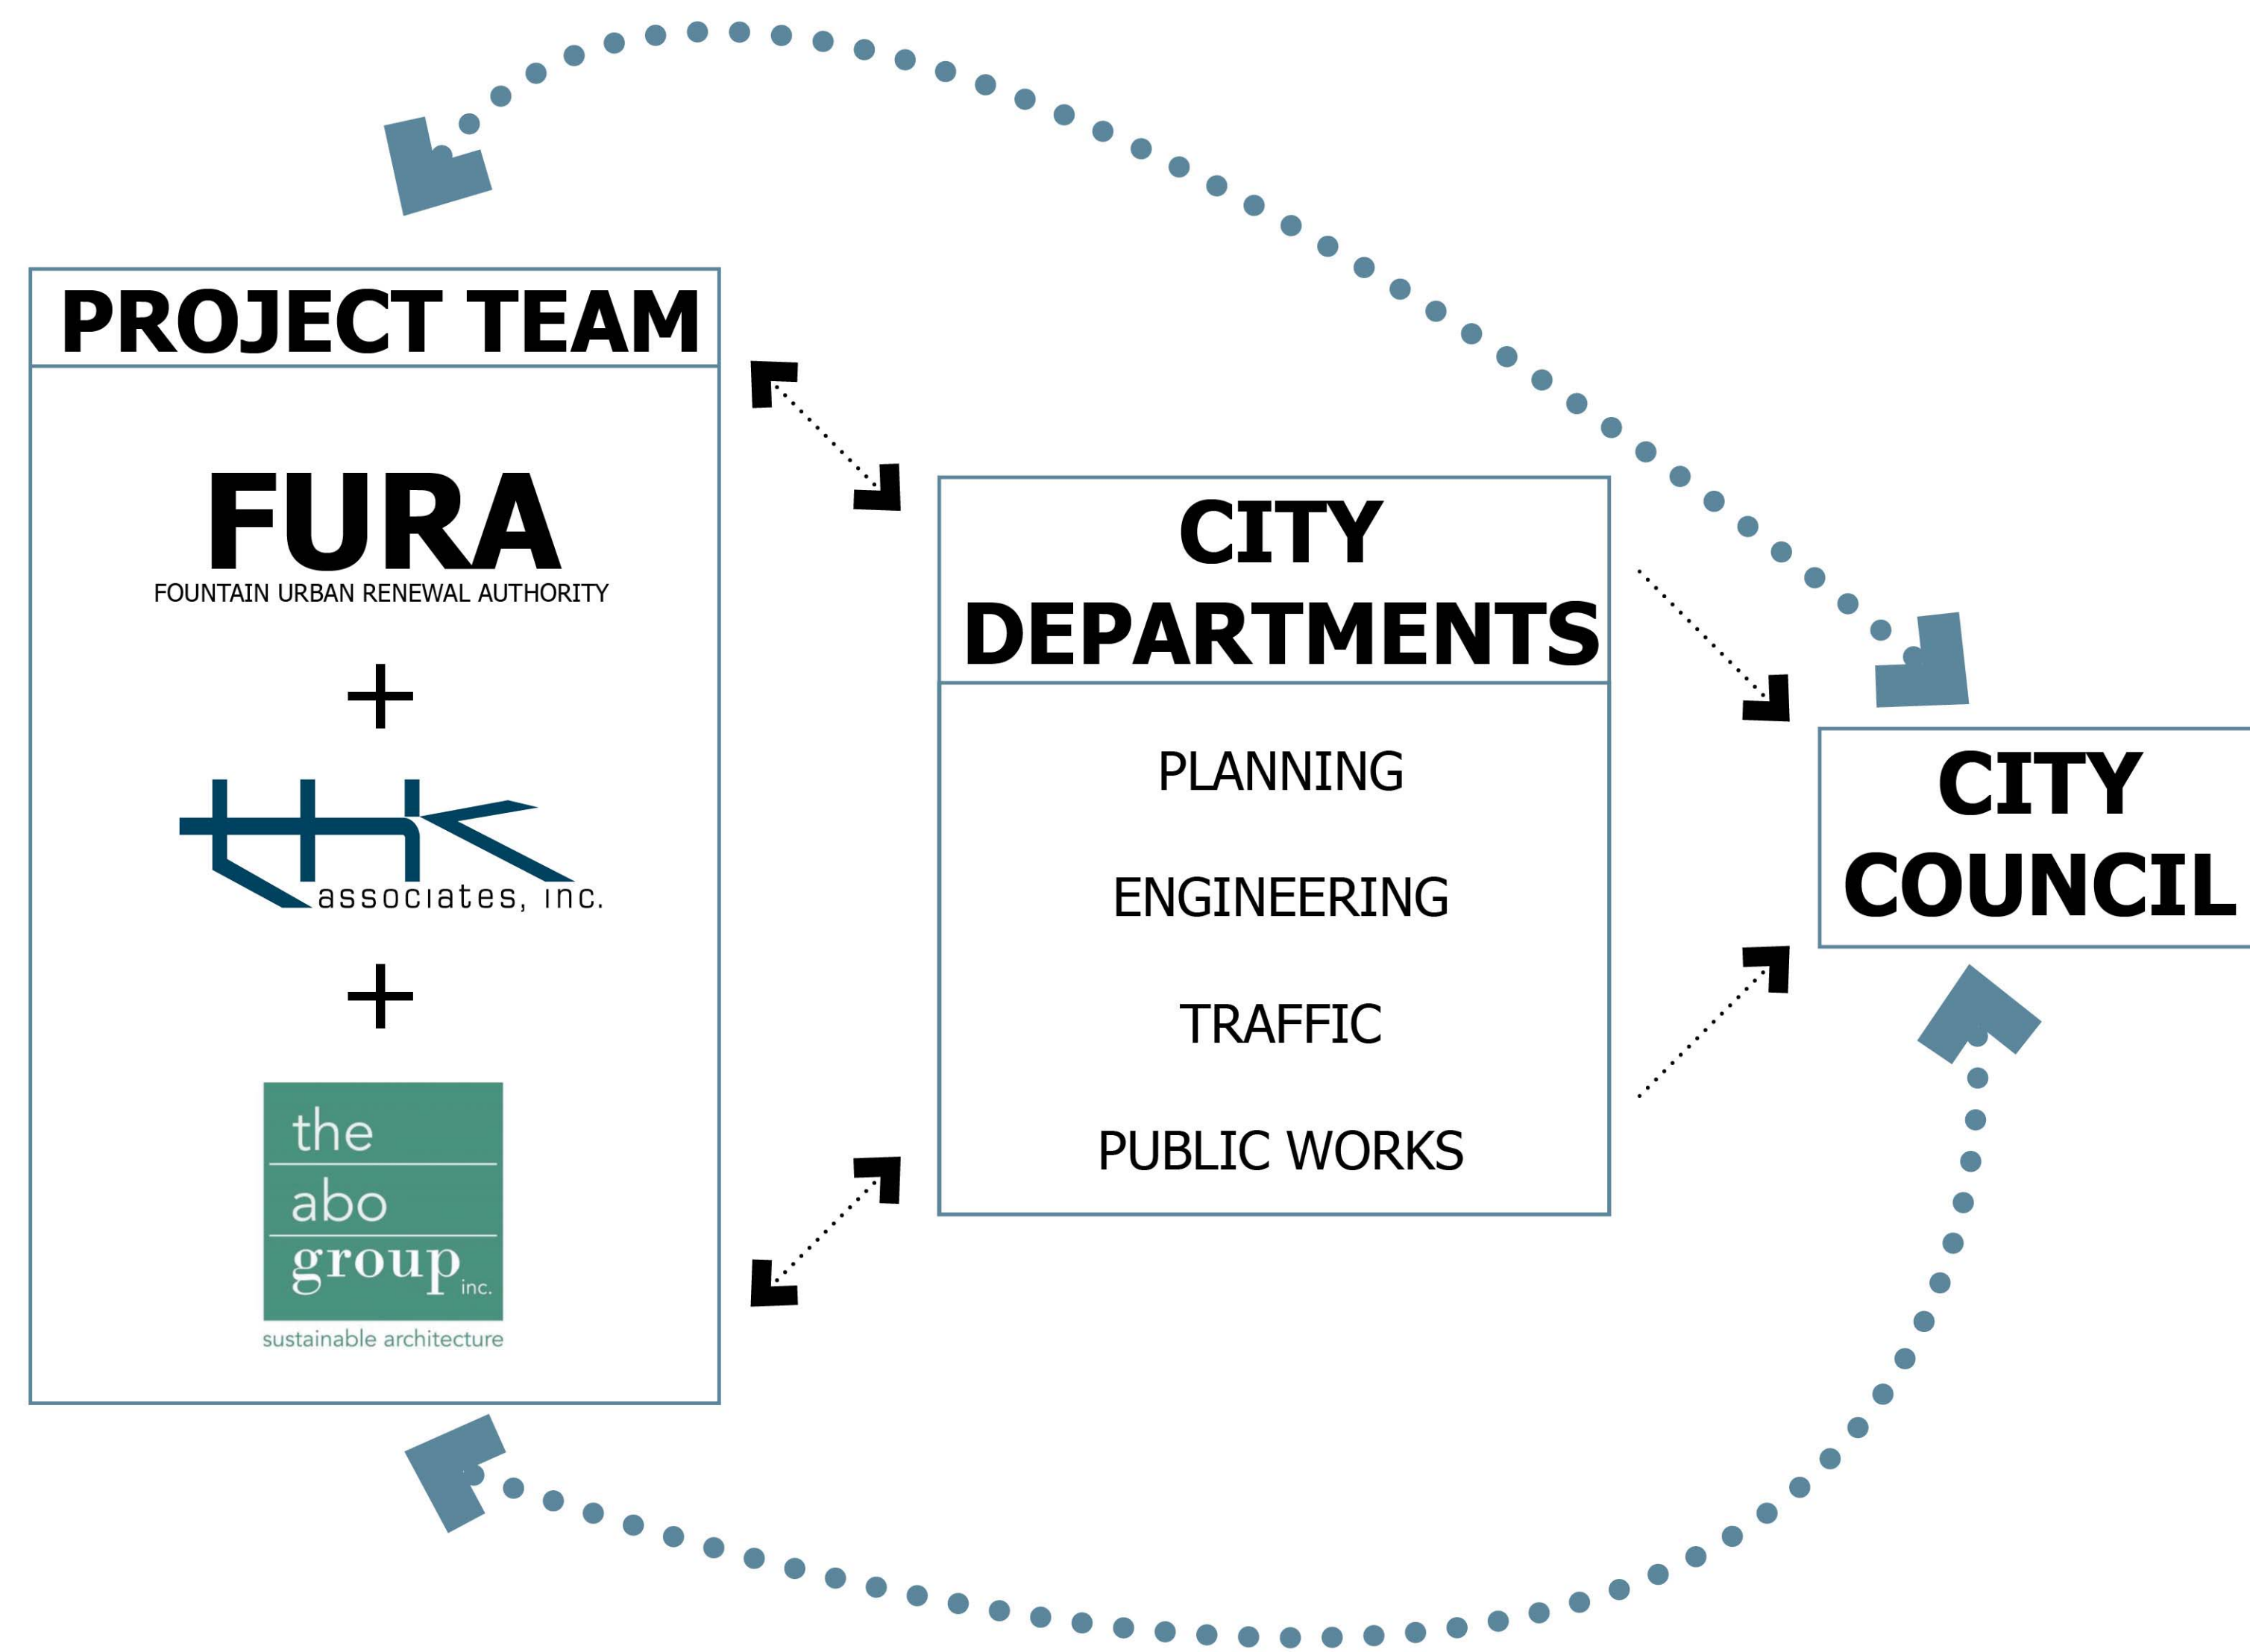 PROJECT TEAM
FURA
FOUNTAIN URBAN RENEWAL AUTHORITY
+
thk
associates, inc.
+
the
abo
group
inc.
sustainable architecture
CITY
DEPARTMENTS
PLANNING
ENGINEERING
TRAFFIC
PUBLIC WORKS
CITY
COUNCIL